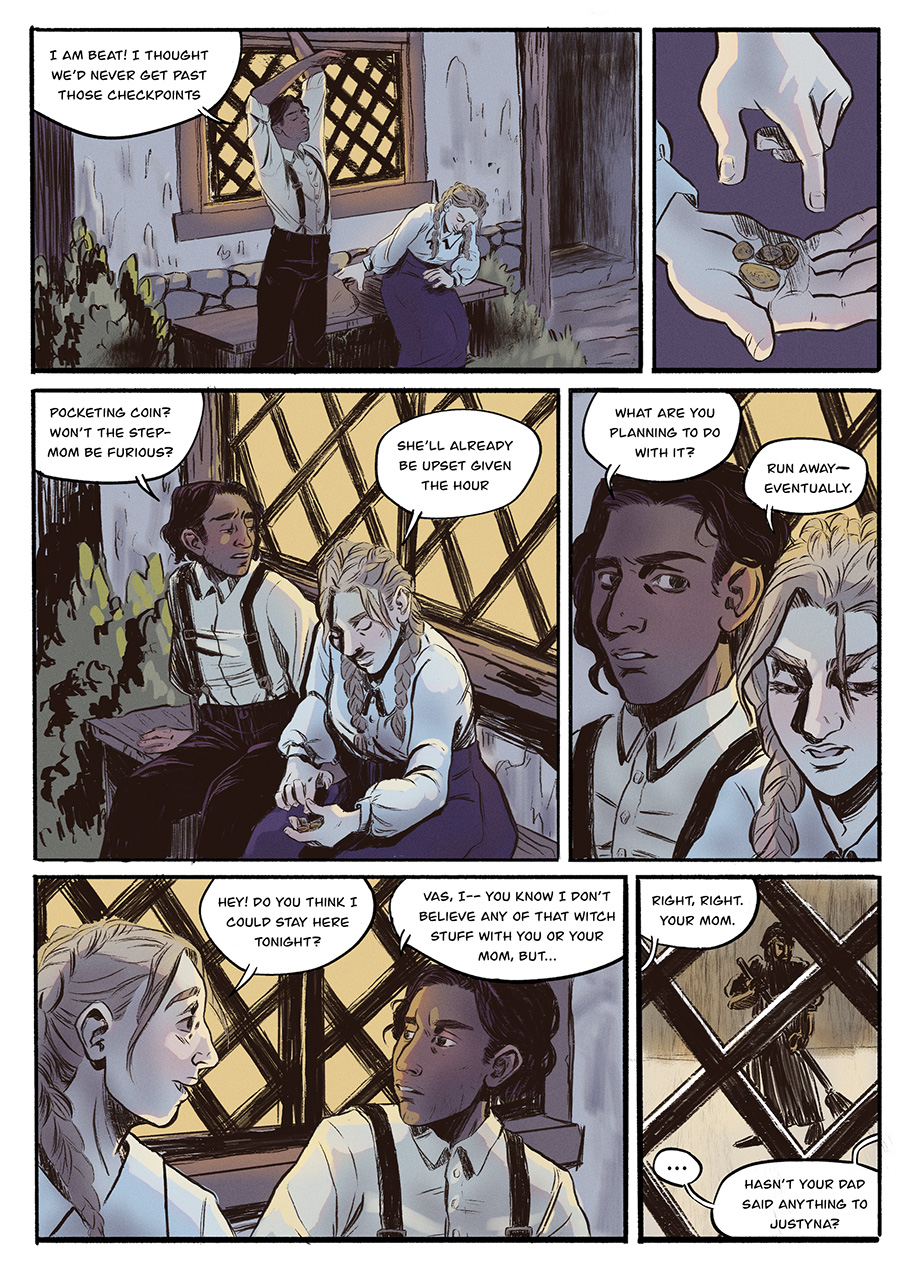 I AM BEAT! I THOUGHT
WE'D NEVER GET PAST
THOSE CHECKPOINTS
POCKETING COIN?
WON'T THE STEP-
MOM BE FURIOUS?
SHE'LL ALREADY
BE UPSET GIVEN
THE HOUR
WHAT ARE YOU
PLANNING TO DO
WITH IT?
RUN AWAY—
EVENTUALLY.
HEY! DO YOU THINK I
COULD STAY HERE
TONIGHT?
VAS, I-- YOU KNOW I DON'T
BELIEVE ANY OF THAT WITCH
STUFF WITH YOU OR YOUR
MOM, BUT...
RIGHT, RIGHT.
YOUR MOM.
...
HASN'T YOUR DAD
SAID ANYTHING TO
JUSTYNA?